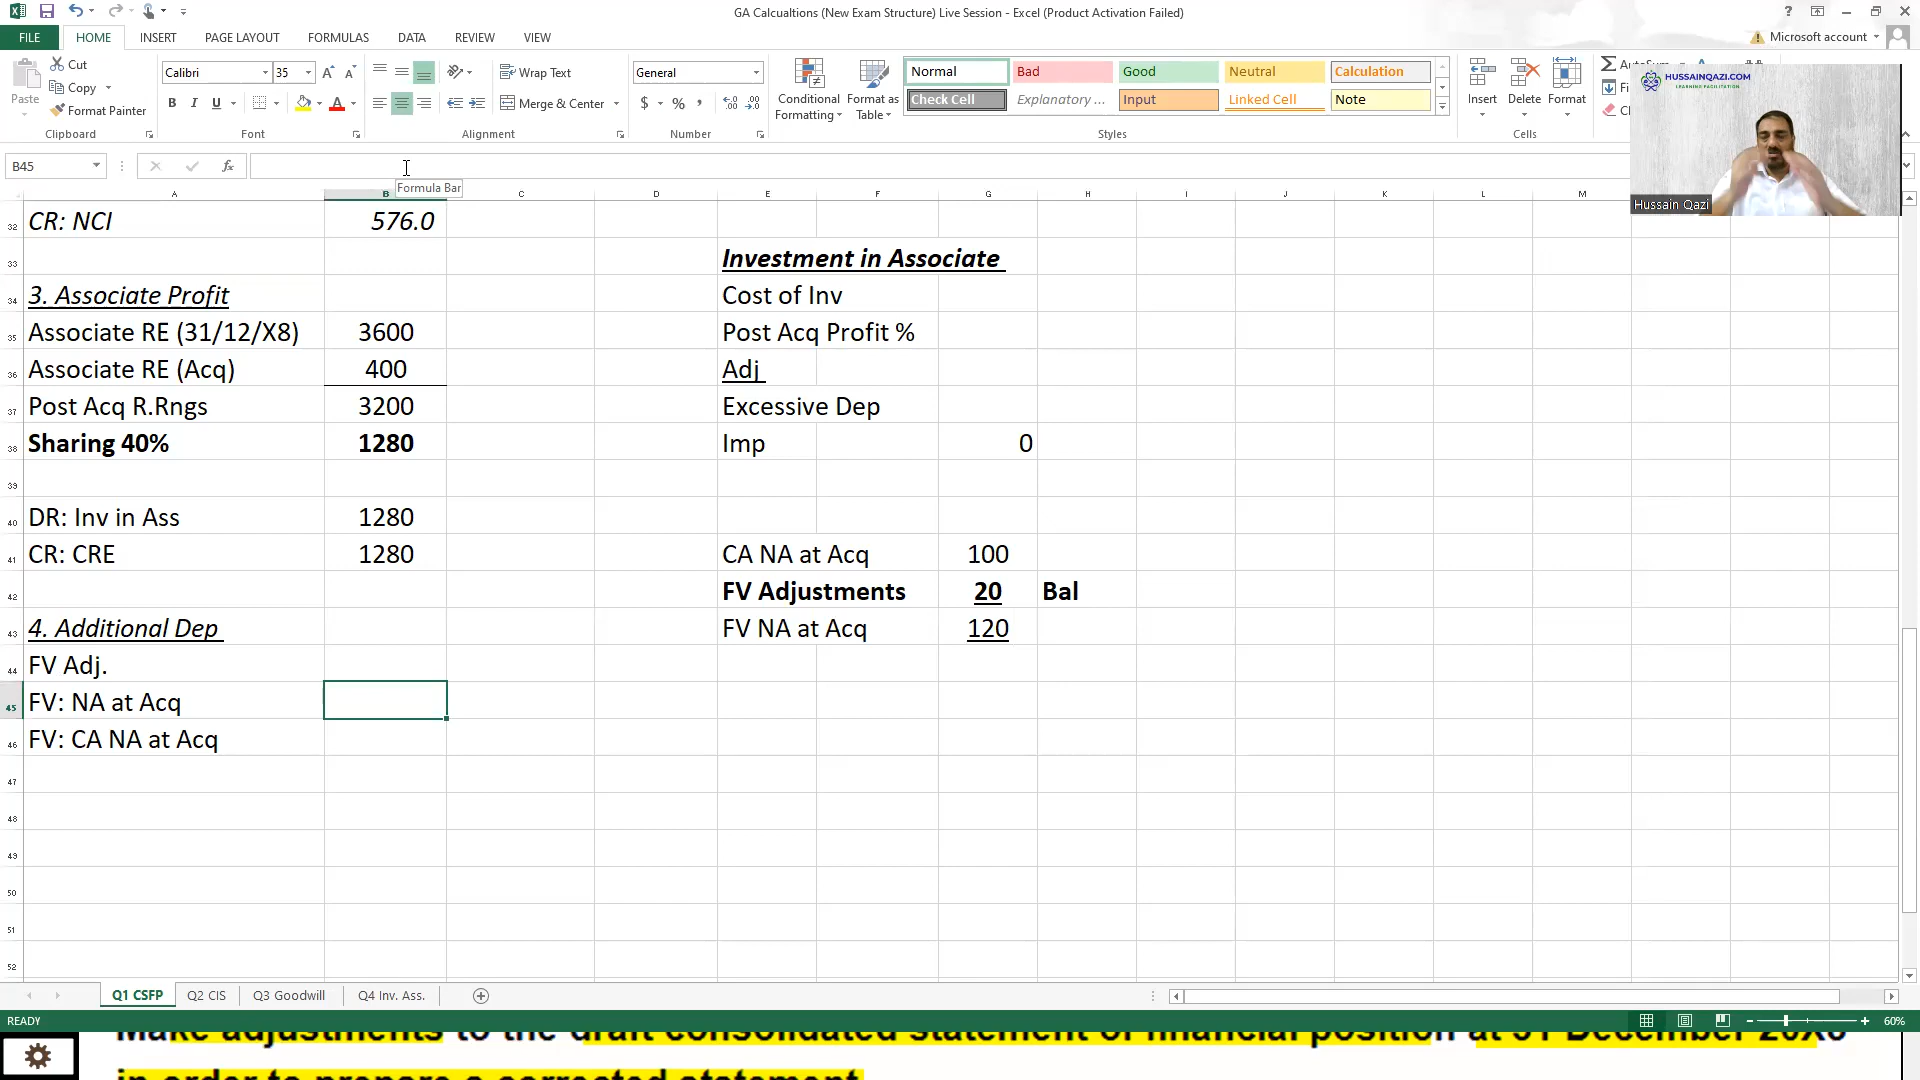 GA Calcualtions (New Exam Structure) Live Session - Excel (Product Activation Failed)
FILE HOME INSERT PAGE LAYOUT FORMULAS DATA REVIEW VIEW Microsoft account
Paste Cut Copy Format Painter Clipboard
Calibri 35 B I U A Font
Wrap Text Merge & Center Alignment
General $ % Number
Conditional Formatting Format as Table
Normal Bad Good Neutral Calculation
Check Cell Explanatory ... Input Linked Cell Note
Styles
Insert Delete Format Cells
HUSSAINQAZI.COM
LEARNING FACILITATION
Hussain Qazi
B45 fx
Formula Bar
A B C D E F G H I J K L M
32 CR: NCI 576.0
33 Investment in Associate
34 3. Associate Profit Cost of Inv
35 Associate RE (31/12/X8) 3600 Post Acq Profit %
36 Associate RE (Acq) 400 Adj
37 Post Acq R.Rngs 3200 Excessive Dep
38 Sharing 40% 1280 Imp 0
39
40 DR: Inv in Ass 1280
41 CR: CRE 1280 CA NA at Acq 100
42 FV Adjustments 20 Bal
43 4. Additional Dep FV NA at Acq 120
44 FV Adj.
45 FV: NA at Acq
46 FV: CA NA at Acq
47
48
49
50
51
52
Q1 CSFP Q2 CIS Q3 Goodwill Q4 Inv. Ass.
READY 60%
Make adjustments to the draft consolidated statement of financial position at 31 December 20X8
in order to prepare a corrected statement